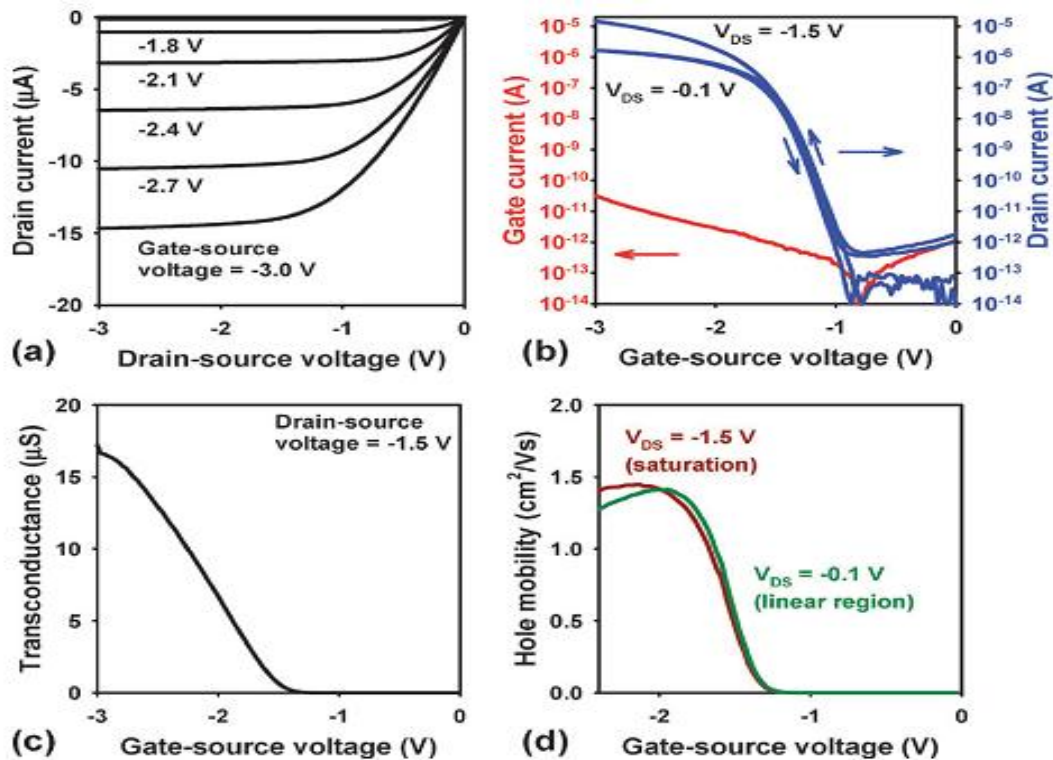 0
-5
-10
-15
-20
Drain current (µA)
-1.8 V
-2.1 V
-2.4 V
-2.7 V
Gate-source
voltage = -3.0 V
-3 -2 -1 0
(a) Drain-source voltage (V)
10⁻⁵
10⁻⁶
10⁻⁷
10⁻⁸
10⁻⁹
10⁻¹⁰
10⁻¹¹
10⁻¹²
10⁻¹³
10⁻¹⁴
Gate current (A)
V_DS = -1.5 V
V_DS = -0.1 V
10⁻⁵
10⁻⁶
10⁻⁷
10⁻⁸
10⁻⁹
10⁻¹⁰
10⁻¹¹
10⁻¹²
10⁻¹³
10⁻¹⁴
Drain current (A)
-3 -2 -1 0
(b) Gate-source voltage (V)
20
15
10
5
0
Transconductance (µS)
Drain-source
voltage = -1.5 V
-3 -2 -1 0
(c) Gate-source voltage (V)
2.0
1.5
1.0
0.5
0.0
Hole mobility (cm²/Vs)
V_DS = -1.5 V
(saturation)
V_DS = -0.1 V
(linear region)
-2 -1 0
(d) Gate-source voltage (V)